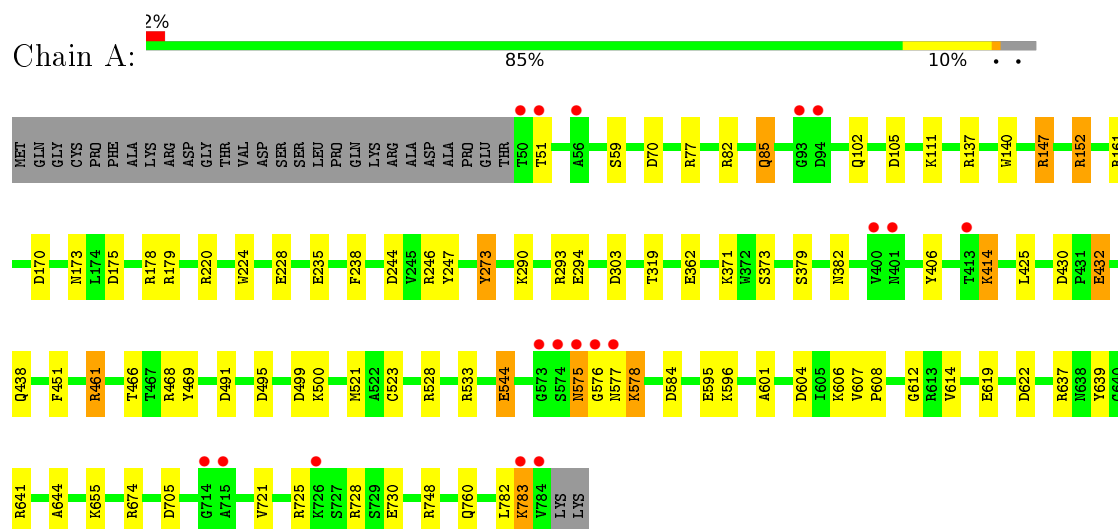 2%
Chain A:
85% 10% • •
MET GLN GLY CYS PRO PHE ALA LYS ARG ASP GLY THR VAL ASP SER SER LEU PRO GLN LYS ARG ALA ASP ALA PRO GLU THR T50 T51 A56 S59 D70 R77 R82 Q85 G93 D94 Q102 D105 K111 R137 W140 R147 R152 R161
D170 N173 L174 D175 R178 R179 R220 W224 E228 E235 F238 D244 V245 R246 Y247 Y273 K290 R293 E294 D303 T319 E362 K371 W372 S373 S379 N382 V400 N401 Y406 T413 K414 L425 D430 P431 E432
Q438 F451 R461 T466 T467 R468 Y469 D491 D495 D499 K500 M521 A522 C523 R528 R533 E544 G573 S574 N575 G576 N577 K578 D584 E595 K596 A601 D604 I605 K606 V607 P608 G612 R613 V614 E619 D622 R637 N638 Y639 G640
R641 A644 K655 R674 D705 G714 A715 V721 R725 K726 S727 R728 S729 E730 R748 Q760 L782 K783 V784 LYS LYS